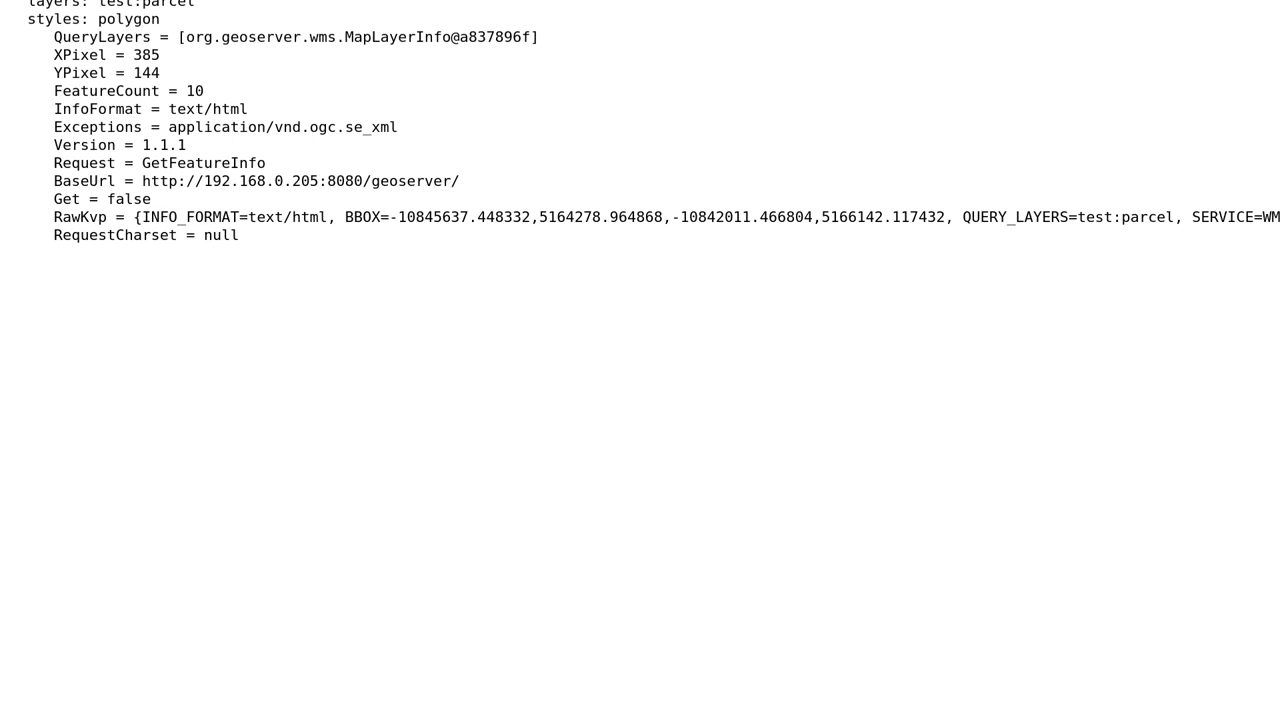 layers: test:parcel
styles: polygon
QueryLayers = [org.geoserver.wms.MapLayerInfo@a837896f]
XPixel = 385
YPixel = 144
FeatureCount = 10
InfoFormat = text/html
Exceptions = application/vnd.ogc.se_xml
Version = 1.1.1
Request = GetFeatureInfo
BaseUrl = http://192.168.0.205:8080/geoserver/
Get = false
RawKvp = {INFO_FORMAT=text/html, BBOX=-10845637.448332,5164278.964868,-10842011.466804,5166142.117432, QUERY_LAYERS=test:parcel, SERVICE=WM
RequestCharset = null